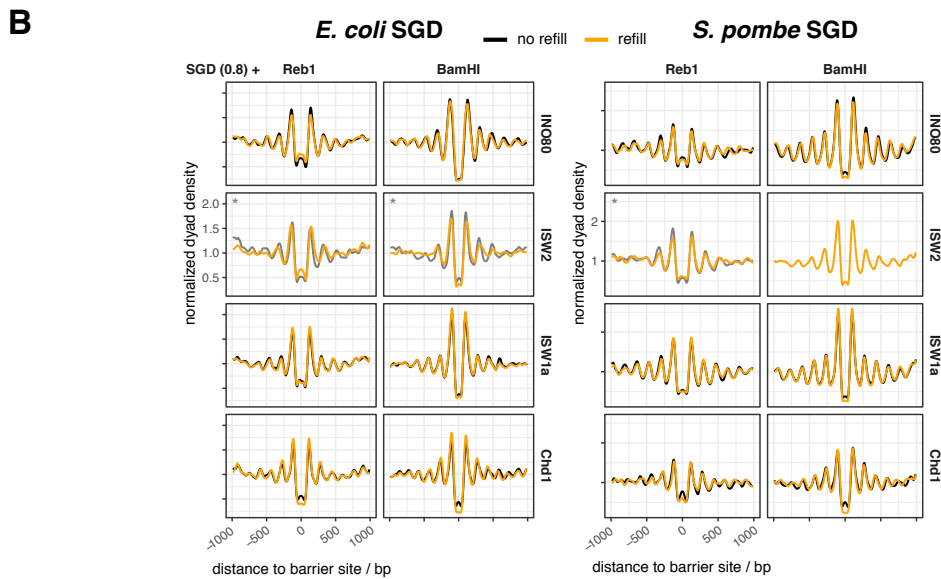 B
E. coli SGD
no refill
refill
S. pombe SGD
SGD (0.8) +
Reb1
BamHI
Reb1
BamHI
INO80
INO80
normalized dyad density
2.0
1.5
1.0
0.5
*
*
ISW2
normalized dyad density
2
1
*
ISW2
ISW1a
ISW1a
Chd1
Chd1
-1000
-500
0
500
1000
-1000
-500
0
500
1000
distance to barrier site / bp
distance to barrier site / bp